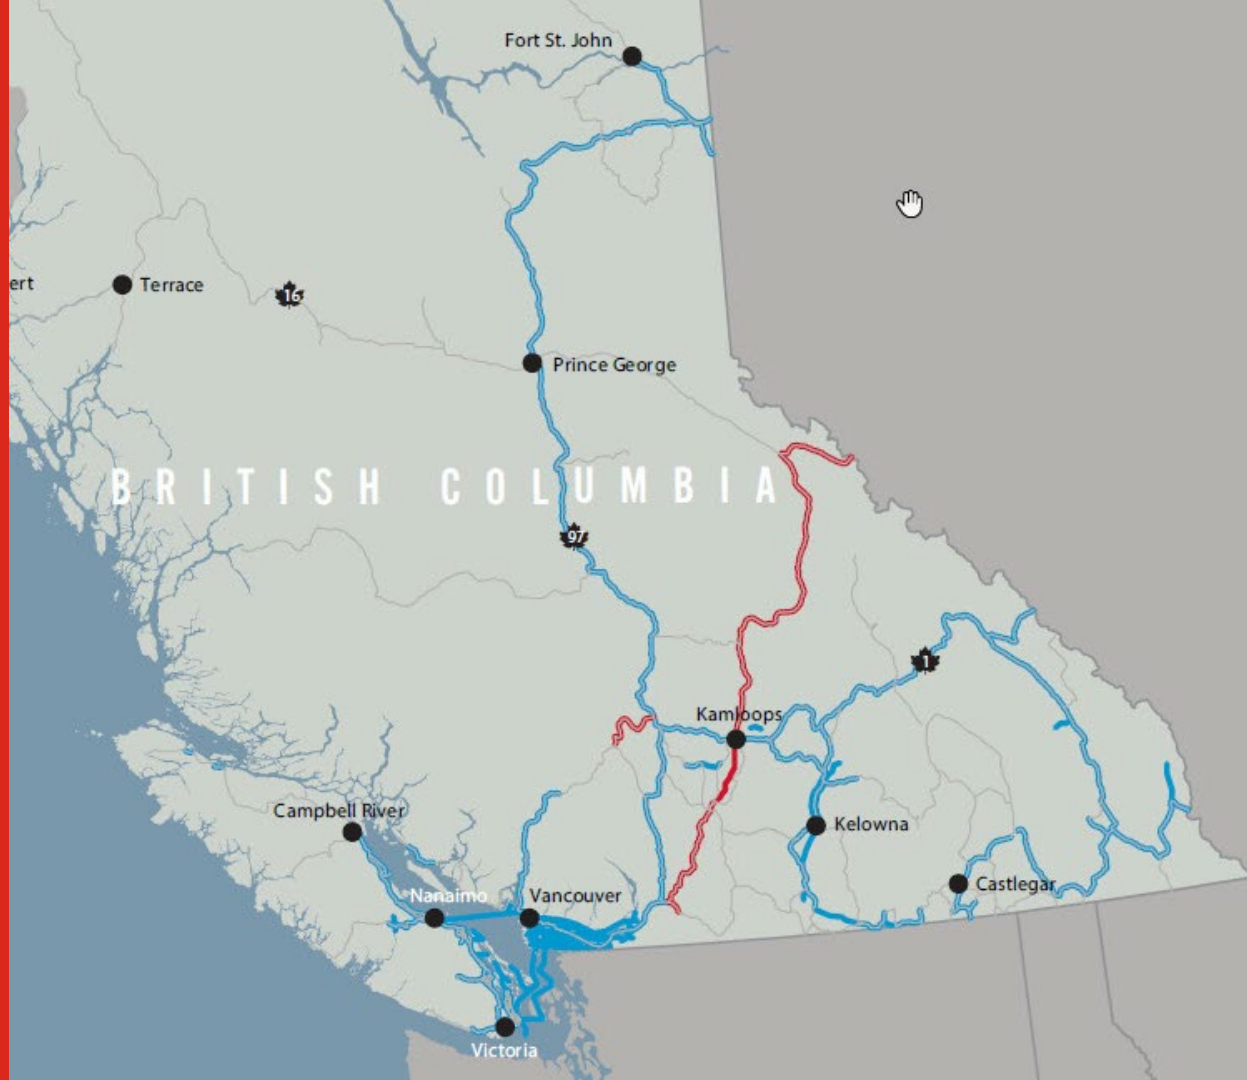 Fort St. John
ert
Terrace
16
Prince George
BRITISH COLUMBIA
97
1
Kamloops
Campbell River
Kelowna
Castlegar
Nanaimo
Vancouver
Victoria